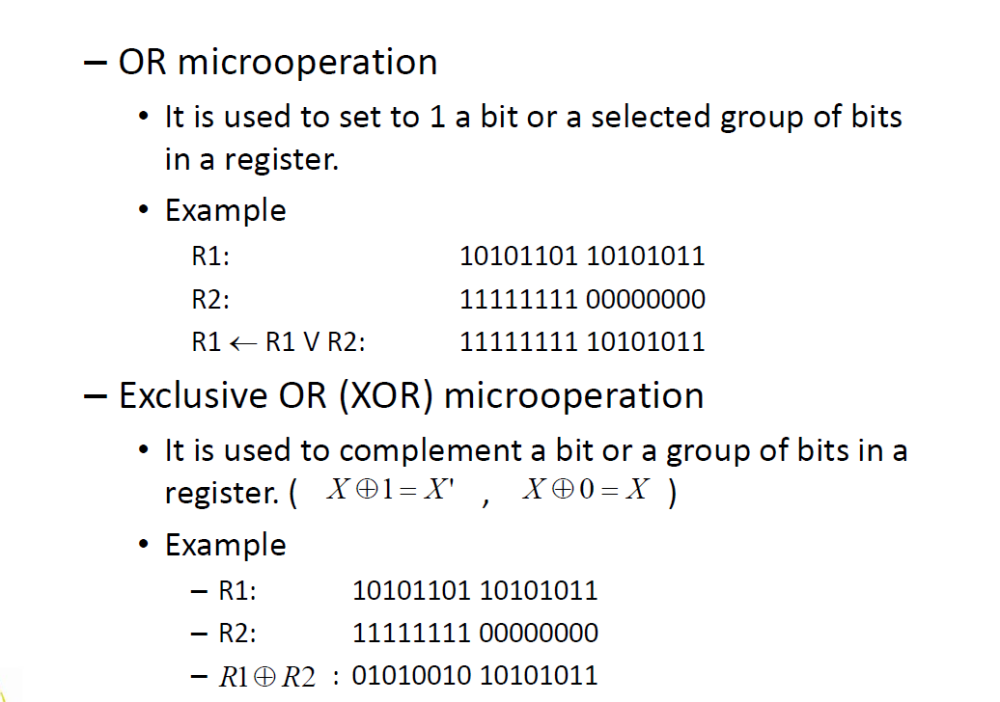 – OR microoperation
• It is used to set to 1 a bit or a selected group of bits
in a register.
• Example
R1: 10101101 10101011
R2: 11111111 00000000
R1 ← R1 V R2: 11111111 10101011
– Exclusive OR (XOR) microoperation
• It is used to complement a bit or a group of bits in a
register. ( X⊕1=X' , X⊕0=X )
• Example
– R1: 10101101 10101011
– R2: 11111111 00000000
– R1⊕R2 : 01010010 10101011